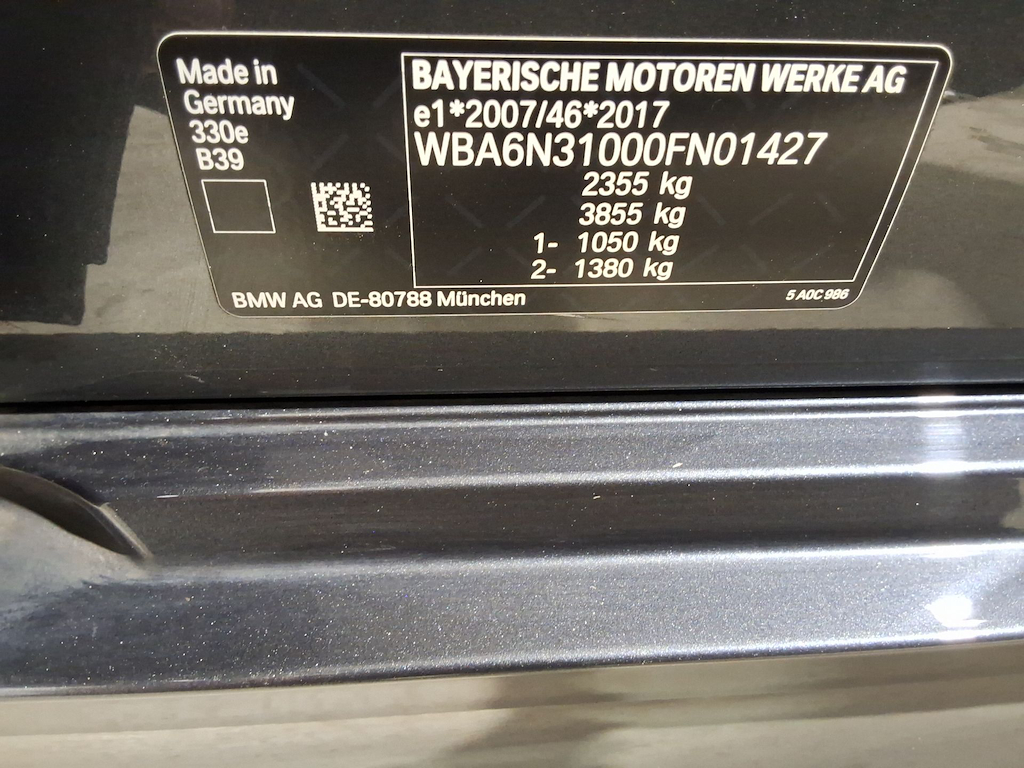 Made in
Germany
330e
B39
BAYERISCHE MOTOREN WERKE AG
e1*2007/46*2017
WBA6N31000FN01427
2355 kg
3855 kg
1- 1050 kg
2- 1380 kg
BMW AG DE-80788 München
5 A0C 986